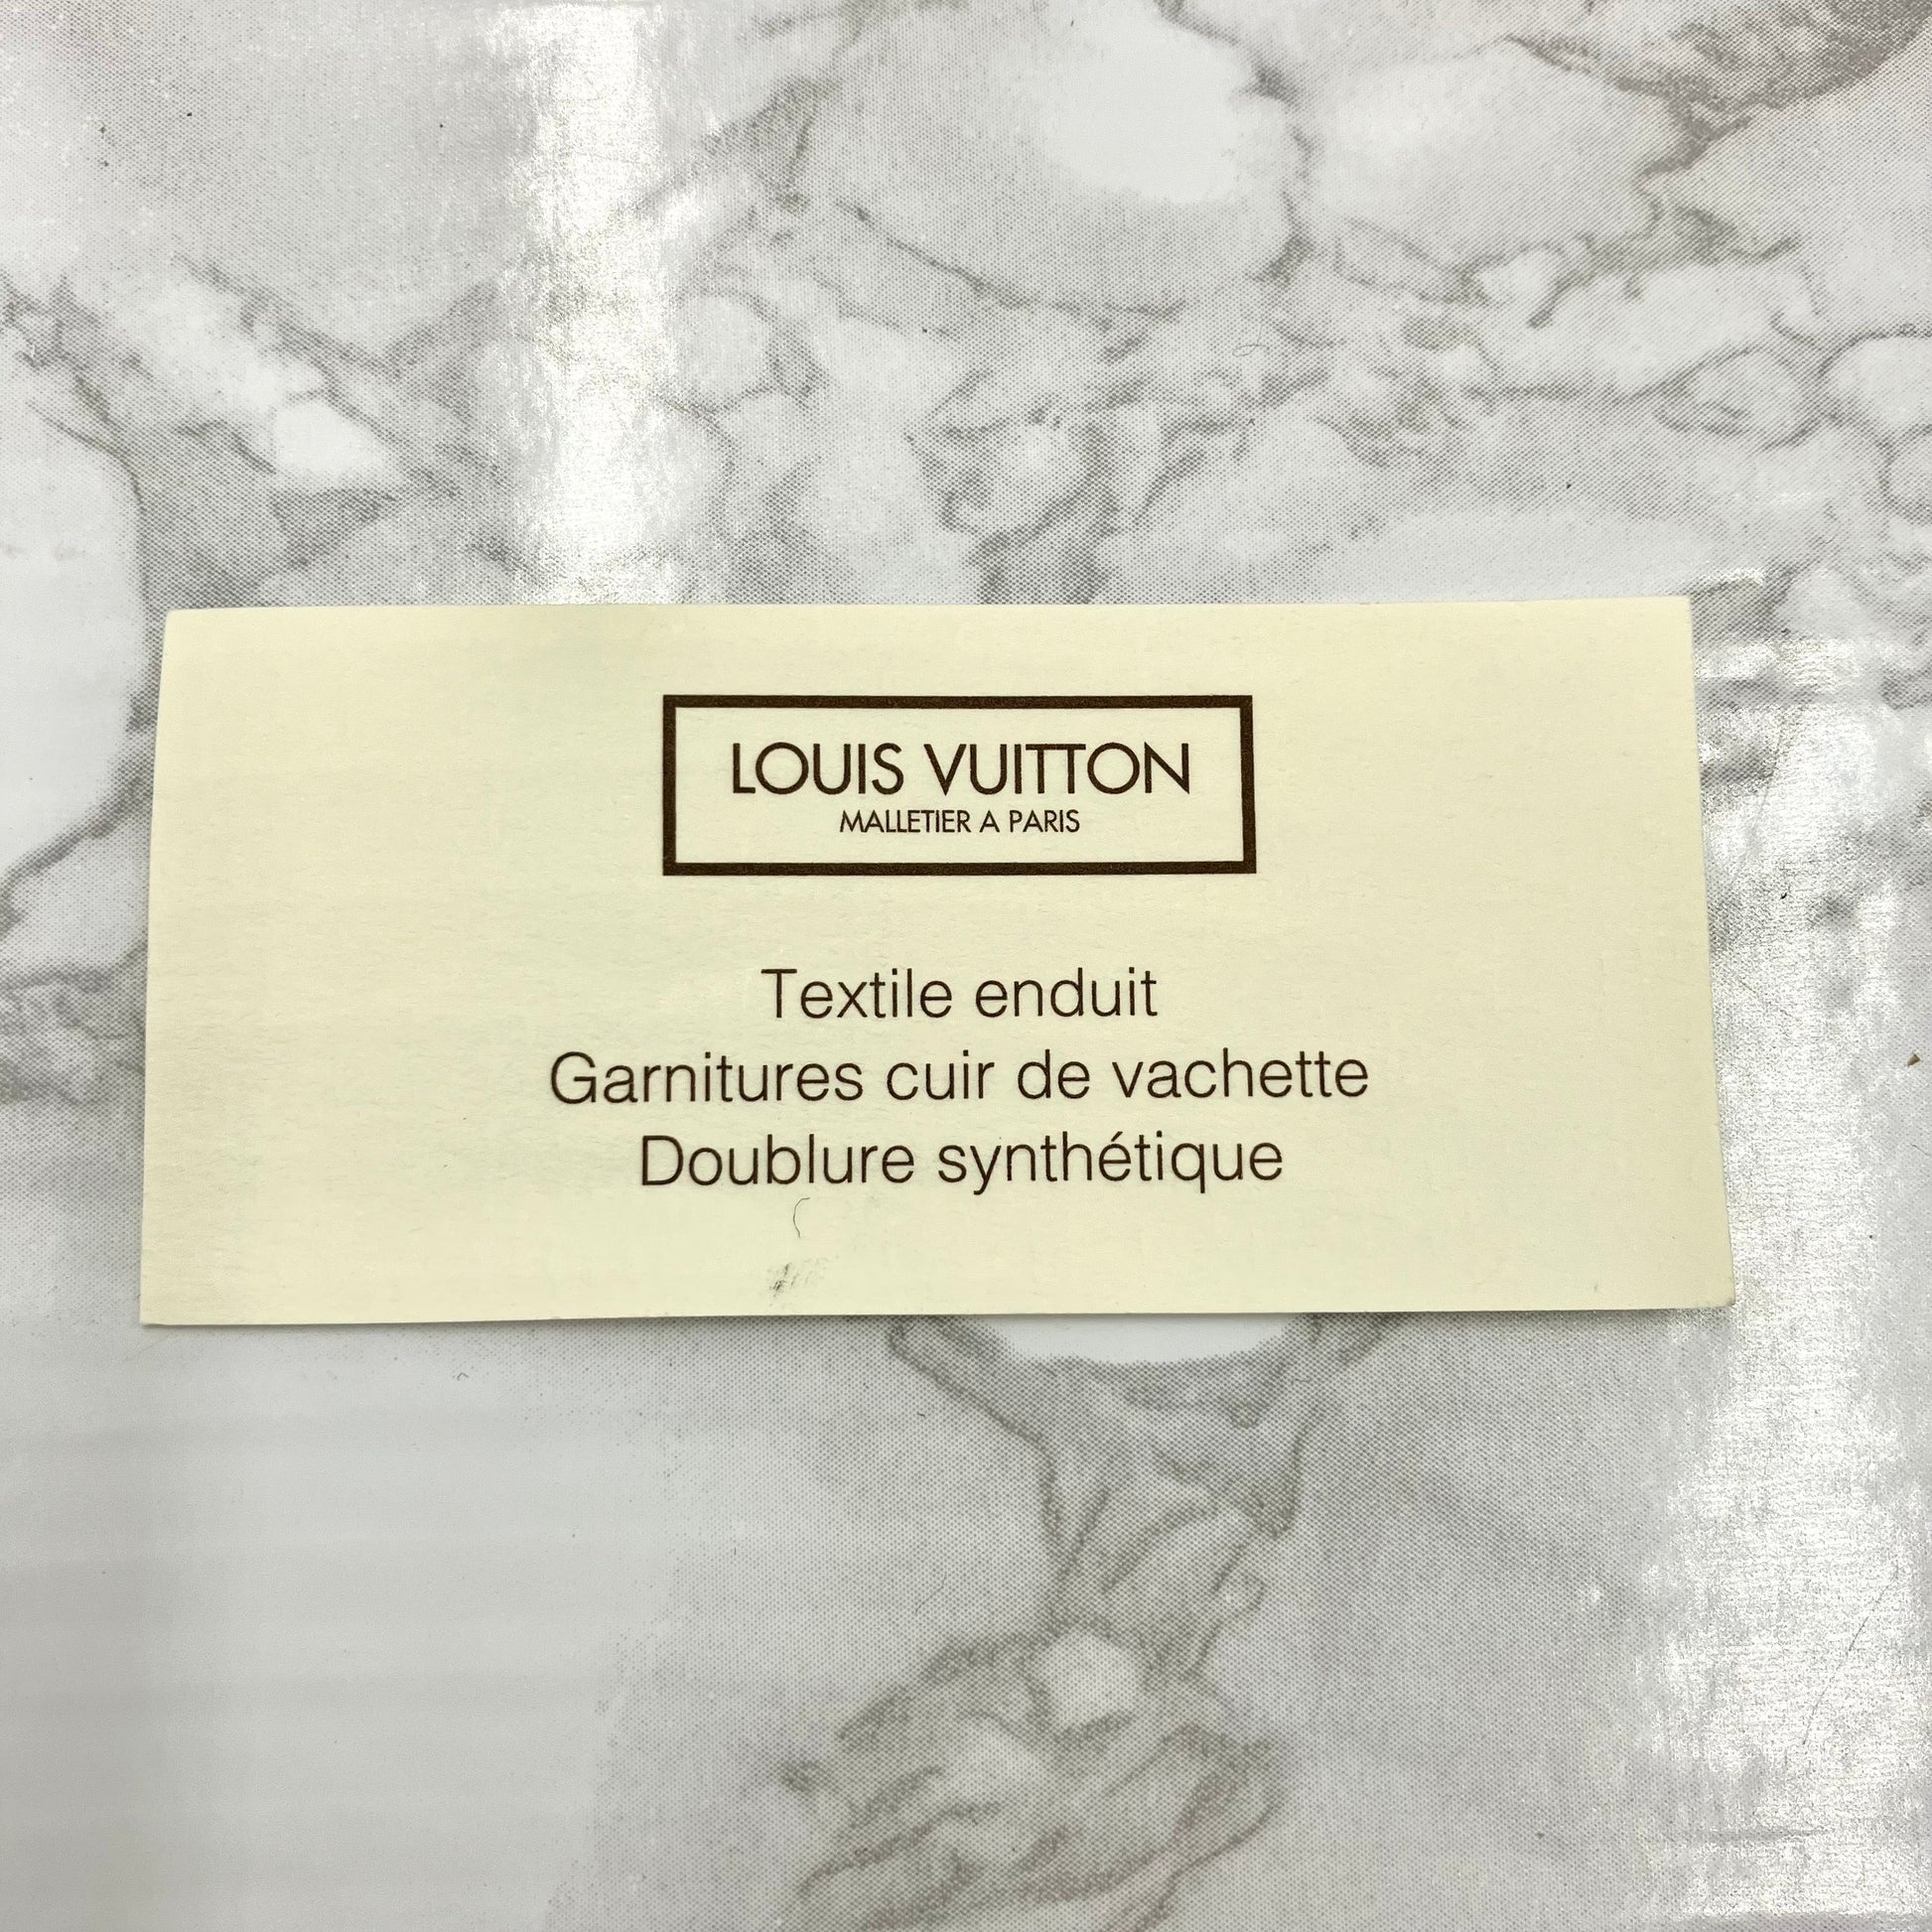 LOUIS VUITTON
MALLETIER A PARIS
Textile enduit
Garnitures cuir de vachette
Doublure synthétique